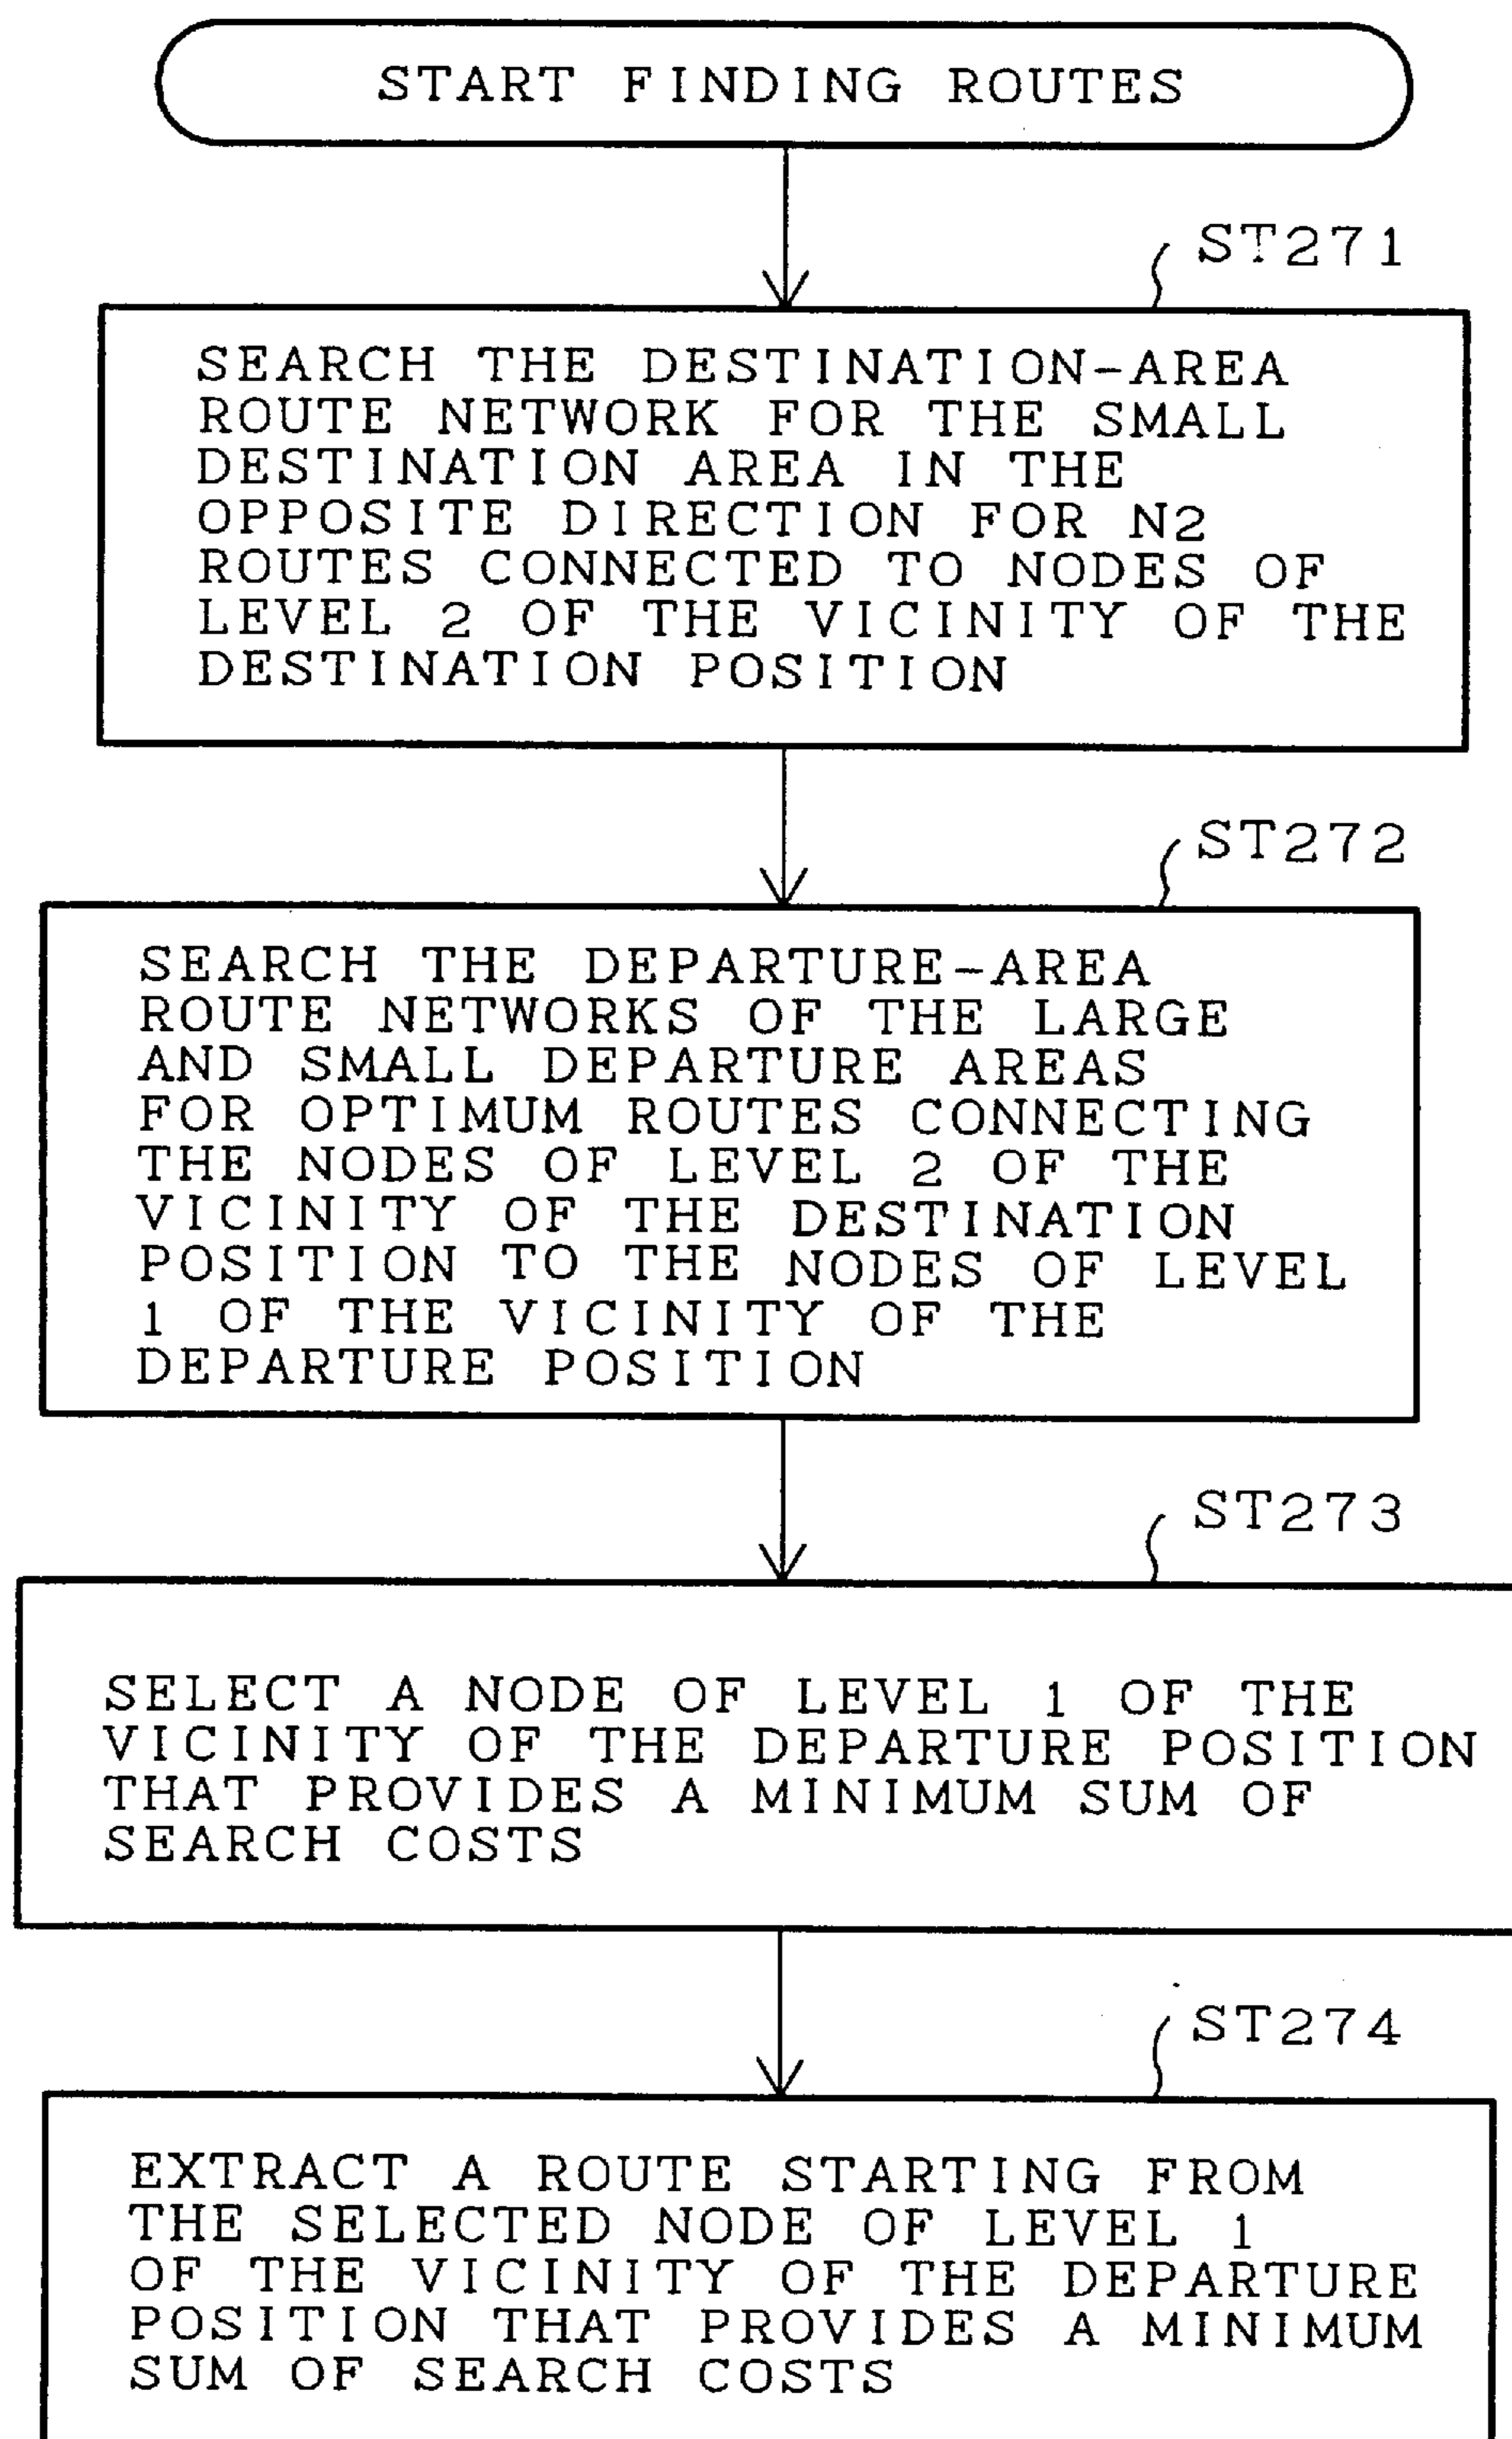 START FINDING ROUTES
ST271
SEARCH THE DESTINATION-AREA
ROUTE NETWORK FOR THE SMALL
DESTINATION AREA IN THE
OPPOSITE DIRECTION FOR N2
ROUTES CONNECTED TO NODES OF
LEVEL 2 OF THE VICINITY OF THE
DESTINATION POSITION
ST272
SEARCH THE DEPARTURE-AREA
ROUTE NETWORKS OF THE LARGE
AND SMALL DEPARTURE AREAS
FOR OPTIMUM ROUTES CONNECTING
THE NODES OF LEVEL 2 OF THE
VICINITY OF THE DESTINATION
POSITION TO THE NODES OF LEVEL
1 OF THE VICINITY OF THE
DEPARTURE POSITION
ST273
SELECT A NODE OF LEVEL 1 OF THE
VICINITY OF THE DEPARTURE POSITION
THAT PROVIDES A MINIMUM SUM OF
SEARCH COSTS
ST274
EXTRACT A ROUTE STARTING FROM
THE SELECTED NODE OF LEVEL 1
OF THE VICINITY OF THE DEPARTURE
POSITION THAT PROVIDES A MINIMUM
SUM OF SEARCH COSTS